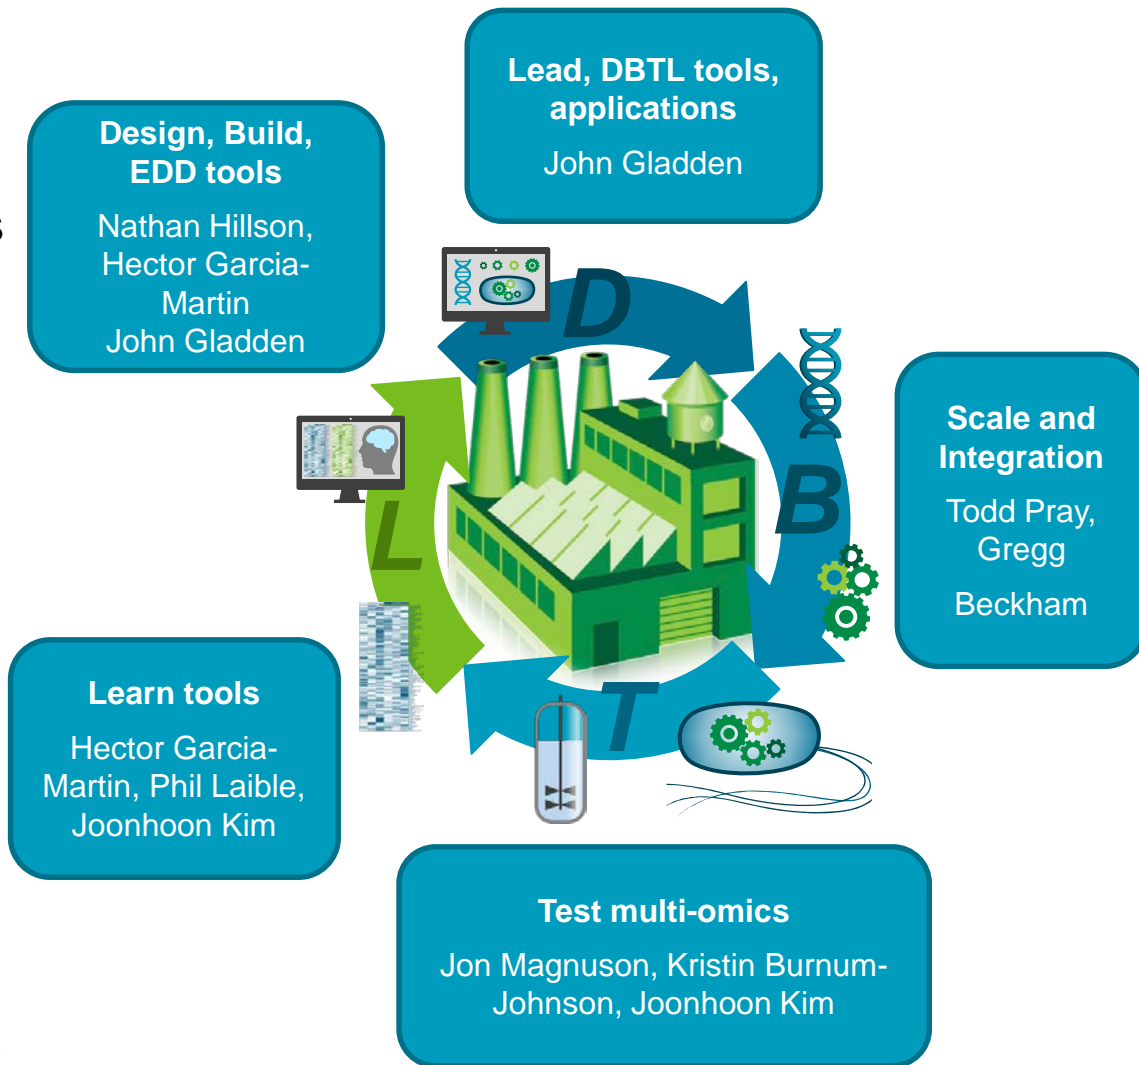 Lead, DBTL tools,
applications
John Gladden
Design, Build,
EDD tools
Nathan Hillson,
Hector Garcia-
Martin
John Gladden
s
D
B
Scale and
Integration
Todd Pray,
Gregg
Beckham
L
T
Learn tools
Hector Garcia-
Martin, Phil Laible,
Joonhoon Kim
Test multi-omics
Jon Magnuson, Kristin Burnum-
Johnson, Joonhoon Kim